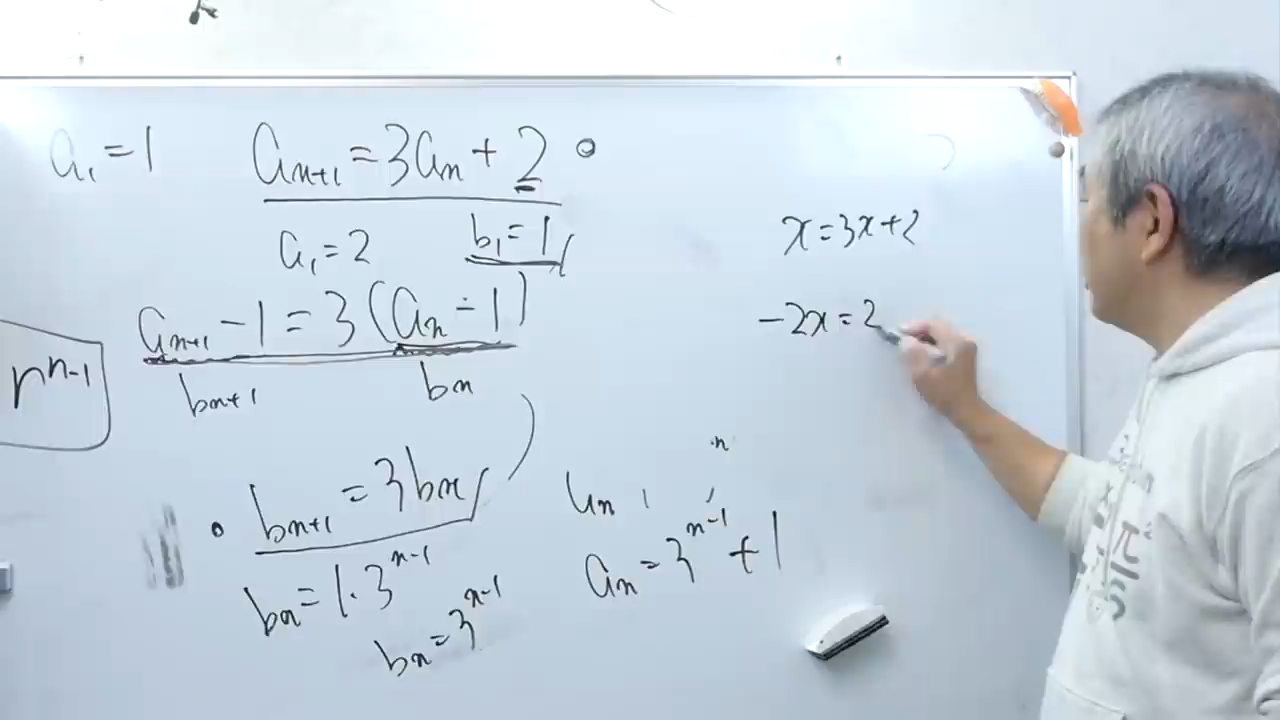 a₁=1
aₙ₊₁=3aₙ+2
a₁=2
b₁=1
aₙ₊₁-1=3(aₙ-1)
bₙ₊₁
bₙ
rⁿ⁻¹
bₙ₊₁=3bₙ
bₙ=1·3ⁿ⁻¹
bₙ=3ⁿ⁻¹
aₙ=3ⁿ⁻¹+1
x=3x+2
-2x=2
π